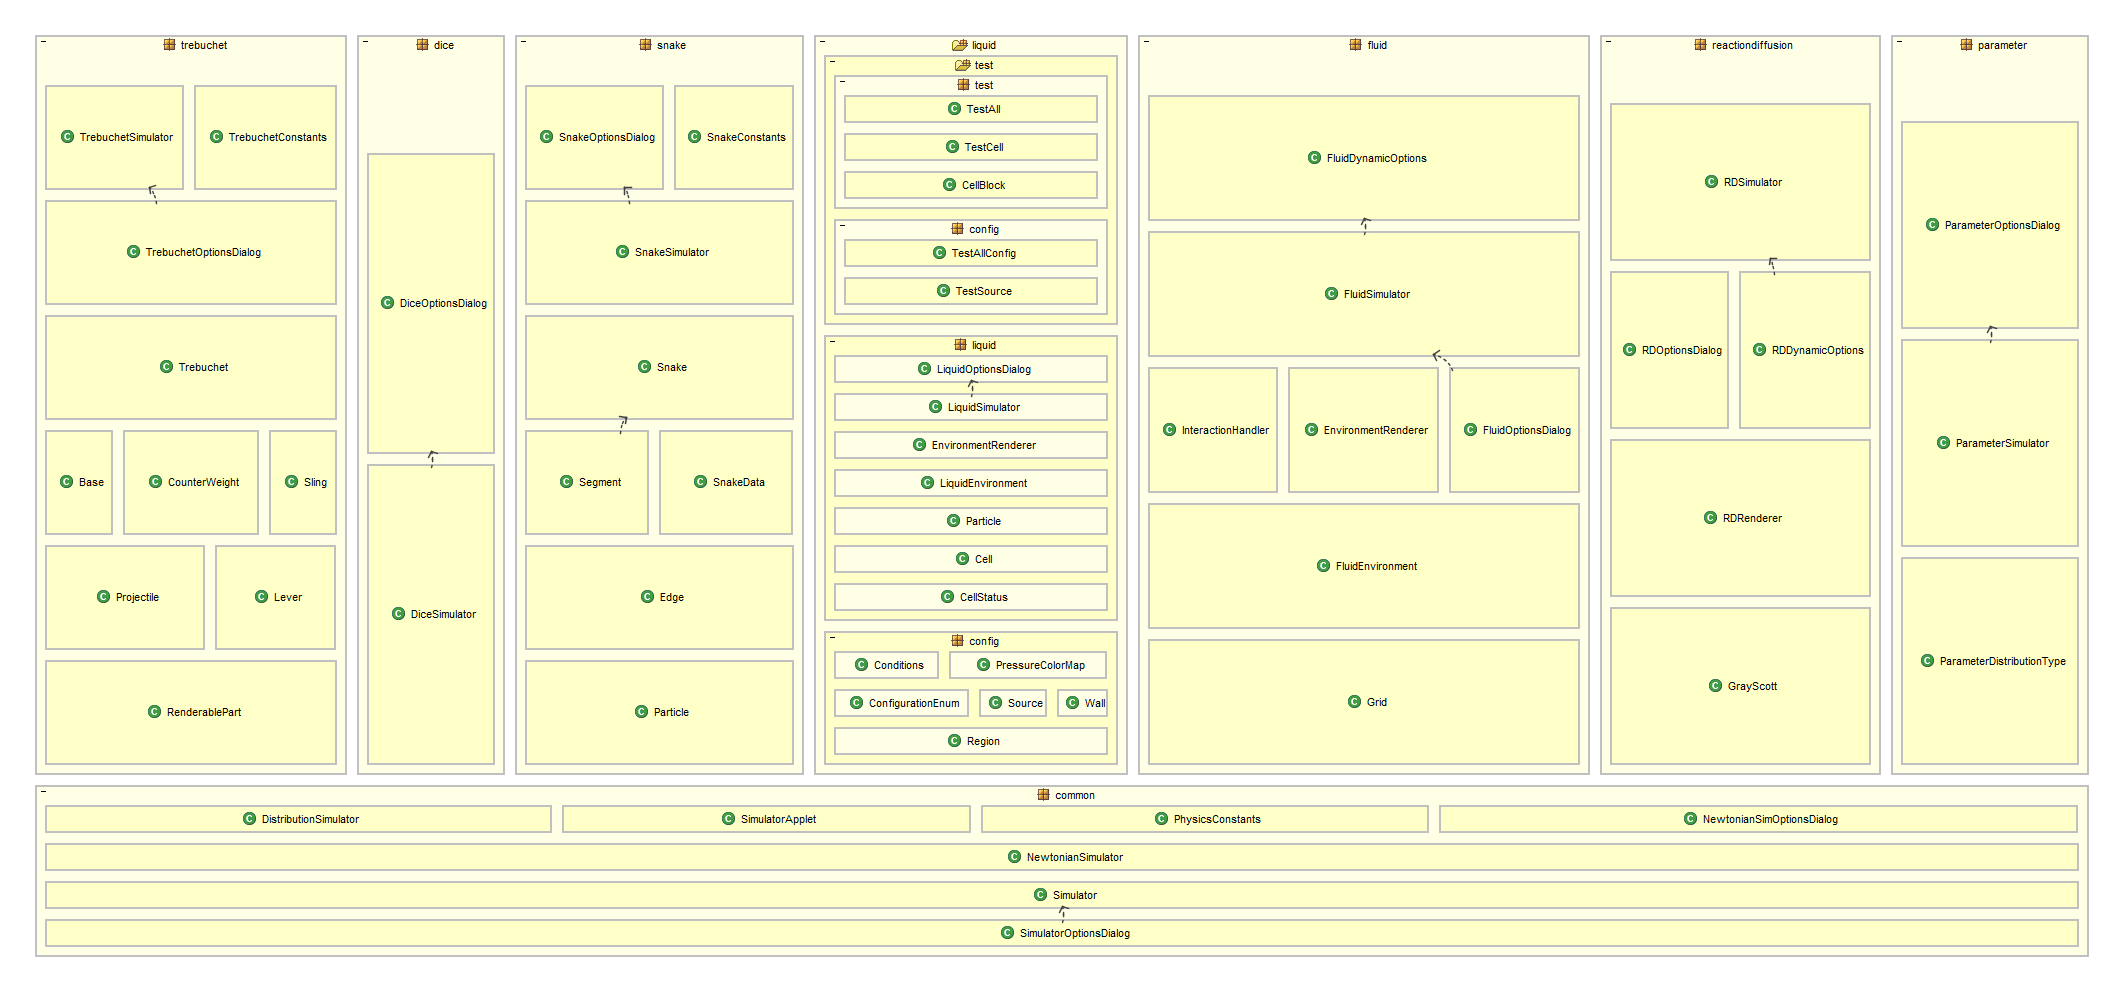 trebuchet
TrebuchetSimulator
TrebuchetConstants
TrebuchetOptionsDialog
Trebuchet
Base
CounterWeight
Sling
Projectile
Lever
RenderablePart
dice
DiceOptionsDialog
DiceSimulator
snake
SnakeOptionsDialog
SnakeConstants
SnakeSimulator
Snake
Segment
SnakeData
Edge
Particle
liquid
test
test
TestAll
TestCell
CellBlock
config
TestAllConfig
TestSource
liquid
LiquidOptionsDialog
LiquidSimulator
EnvironmentRenderer
LiquidEnvironment
Particle
Cell
CellStatus
config
Conditions
PressureColorMap
ConfigurationEnum
Source
Wall
Region
fluid
FluidDynamicOptions
FluidSimulator
InteractionHandler
EnvironmentRenderer
FluidOptionsDialog
FluidEnvironment
Grid
reactiondiffusion
RDSimulator
RDOptionsDialog
RDDynamicOptions
RDRenderer
GrayScott
parameter
ParameterOptionsDialog
ParameterSimulator
ParameterDistributionType
common
DistributionSimulator
SimulatorApplet
PhysicsConstants
NewtonianSimOptionsDialog
NewtonianSimulator
Simulator
SimulatorOptionsDialog